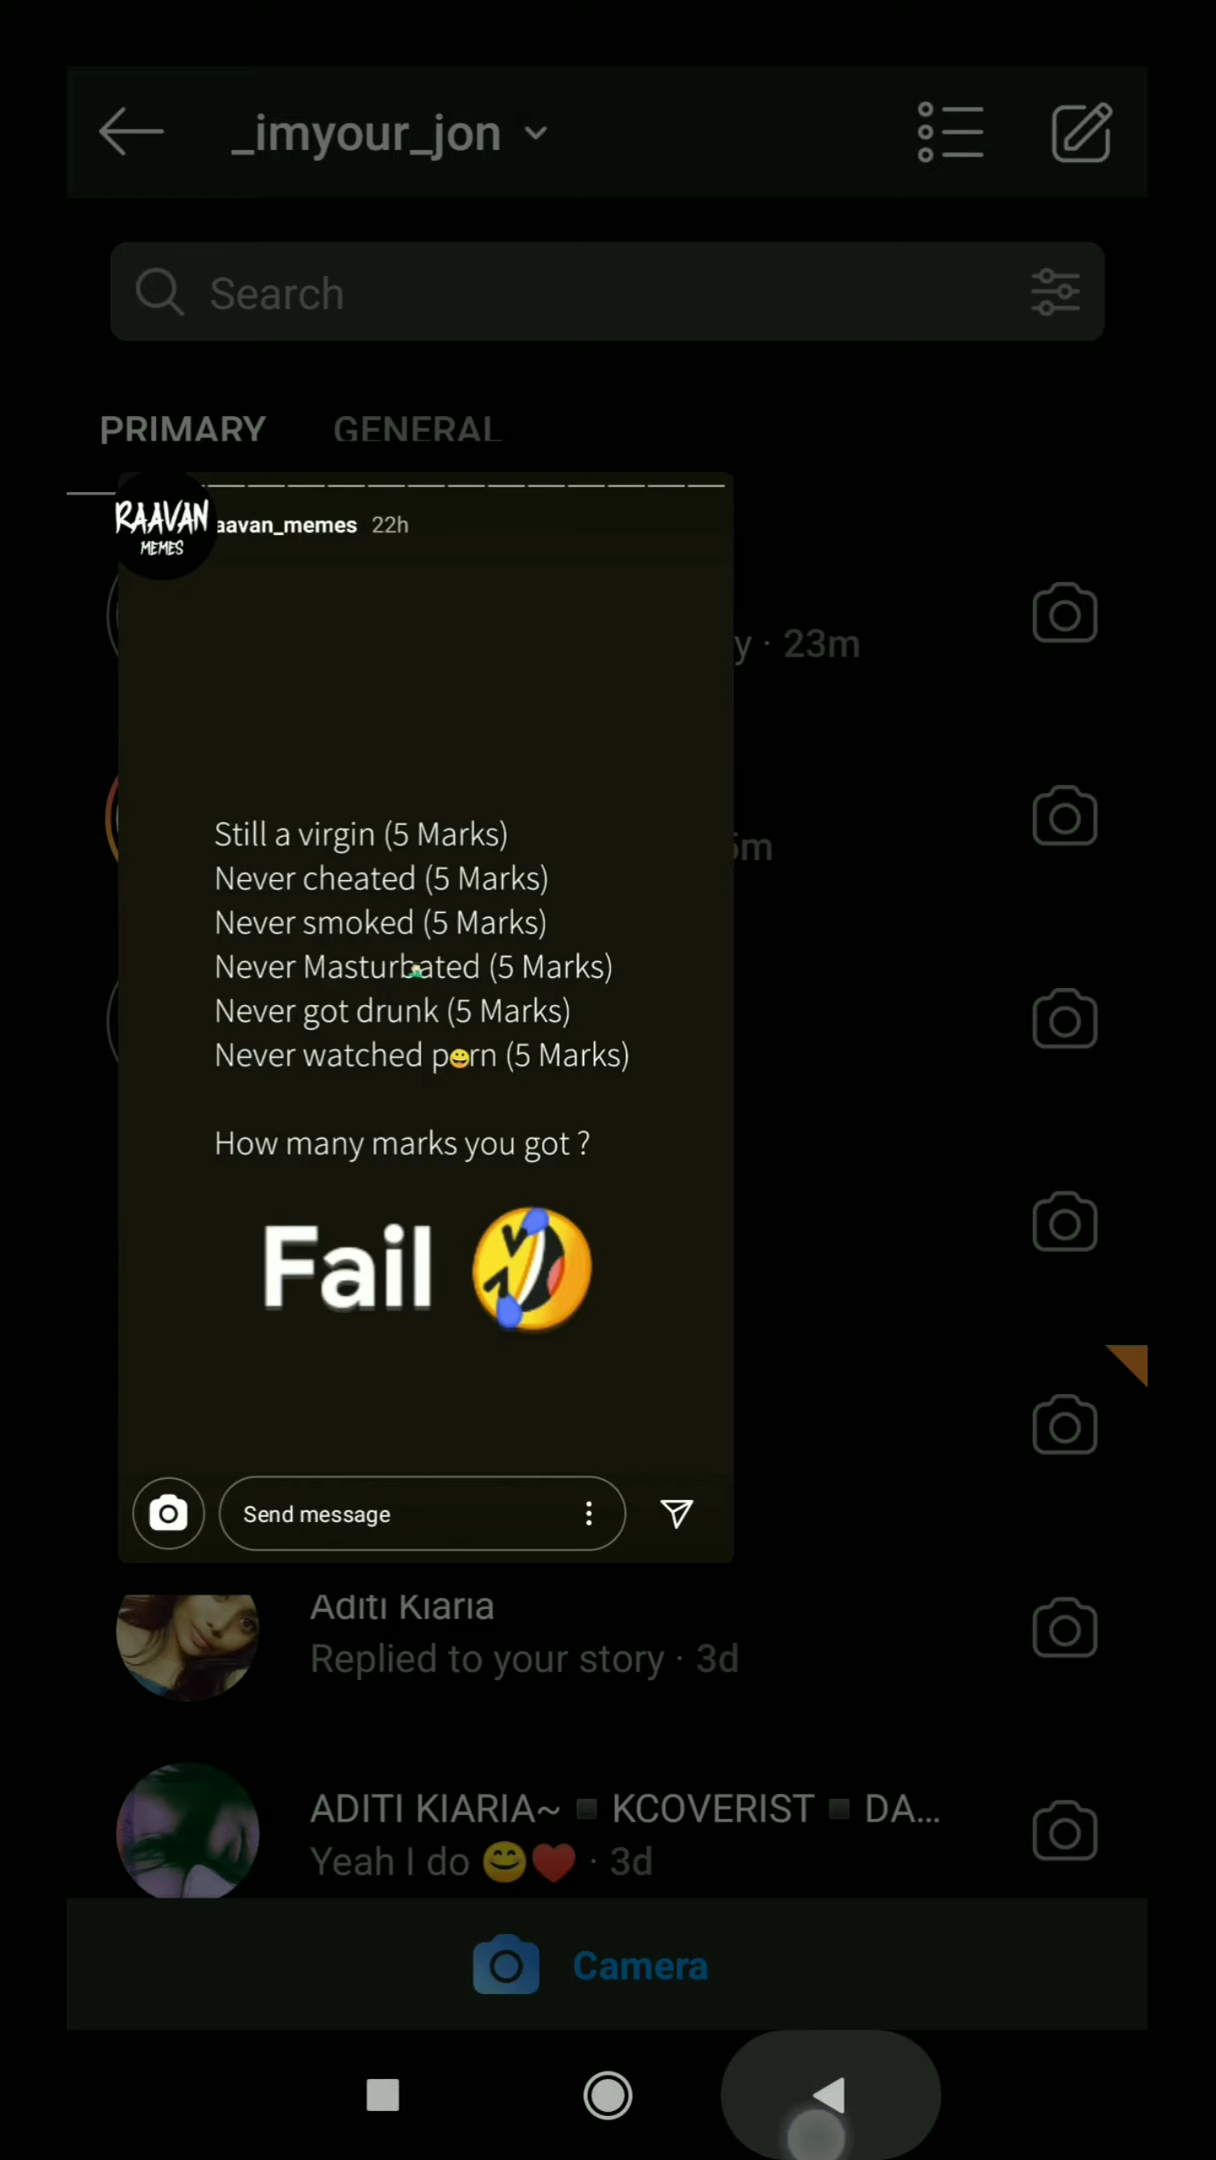 _imyour_jon
Search
PRIMARY GENERAL
RAAVAN
MEMES
aavan_memes 22h
y · 23m
5m
Still a virgin (5 Marks)
Never cheated (5 Marks)
Never smoked (5 Marks)
Never Masturbated (5 Marks)
Never got drunk (5 Marks)
Never watched p😀rn (5 Marks)
How many marks you got ?
Fail 🤣
Send message
Aditi Kiaria
Replied to your story · 3d
ADITI KIARIA~ ▪ KCOVERIST ▪ DA...
Yeah I do 😊❤️ · 3d
Camera